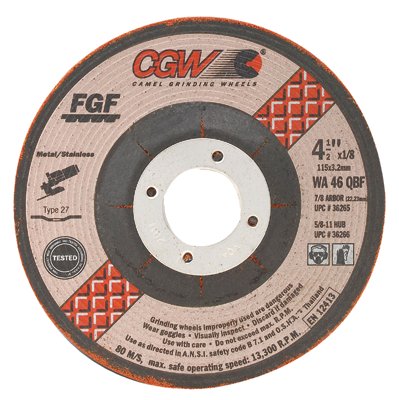 CGW
CAMEL GRINDING WHEELS
FGF
Metal/Stainless
Type 27
TESTED
4 1/2" x1/8
115x3.2mm
WA 46 QBF
7/8 ARBOR (22.23mm)
UPC # 36265
5/8-11 HUB
UPC # 36266
Grinding wheels improperly used are dangerous
Wear goggles • Visually inspect. • Discard if damaged
Use with care • Do not exceed max. R.P.M.
Use as directed in A.N.S.I. safety code B 7.1 and O.S.H.
Thailand
80 M/S, max. safe operating speed: 13,300 R.P.M.
EN 12413